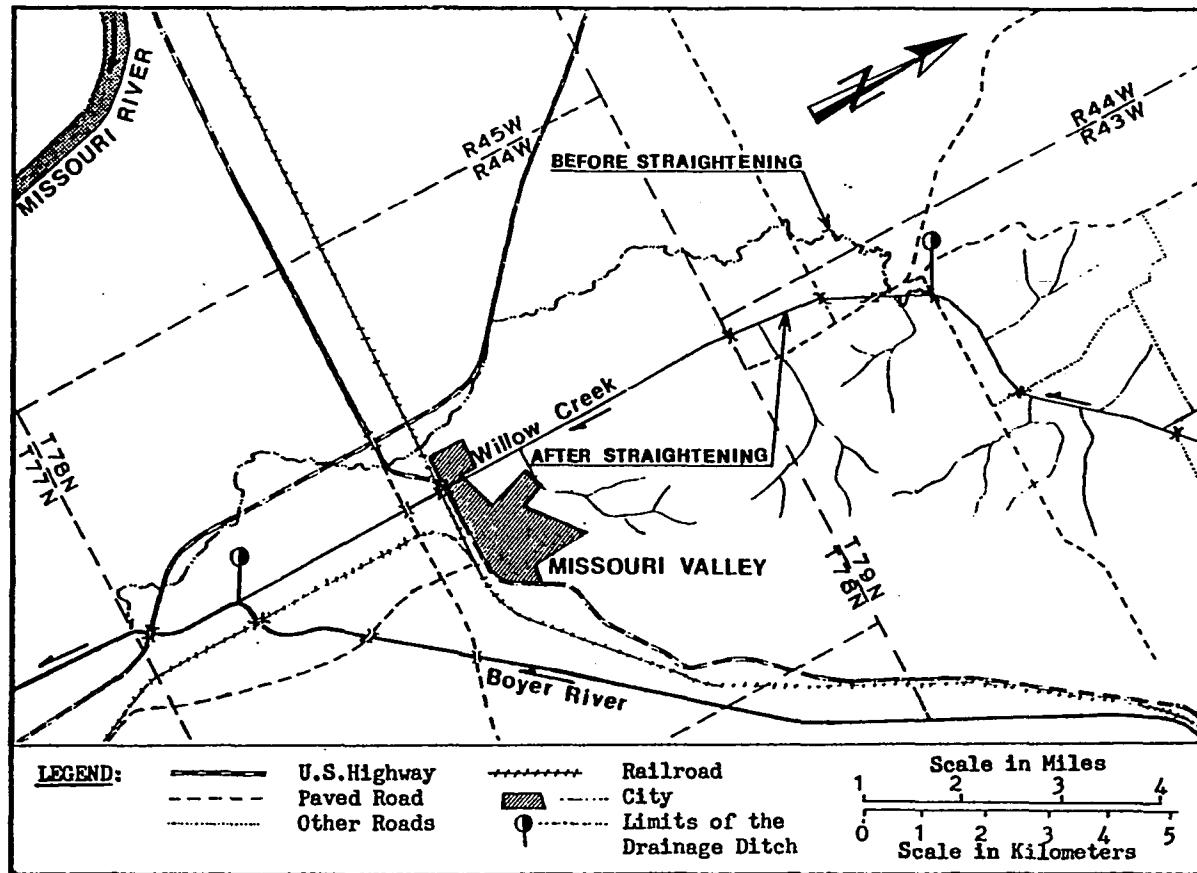 MISSOURI RIVER
R45W
R44W
N
R44W
R43W
BEFORE STRAIGHTENING
Willow Creek
AFTER STRAIGHTENING
MISSOURI VALLEY
T78N
T77N
T79N
T78N
Boyer River
LEGEND:
U.S.Highway
Paved Road
Other Roads
Railroad
City
Limits of the
Drainage Ditch
Scale in Miles
1 2 3 4
0 1 2 3 4 5
Scale in Kilometers